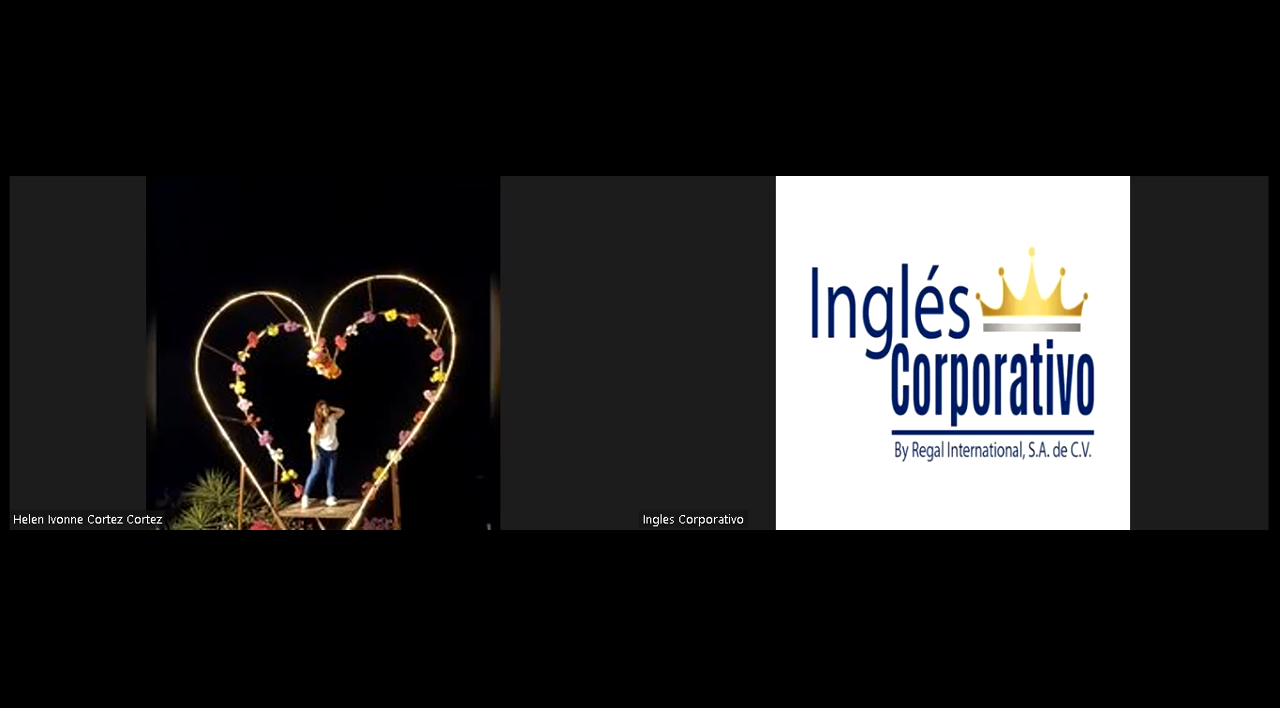 Inglés
Corporativo
By Regal International, S.A. de C.V.
Helen Ivonne Cortez Cortez
Ingles Corporativo